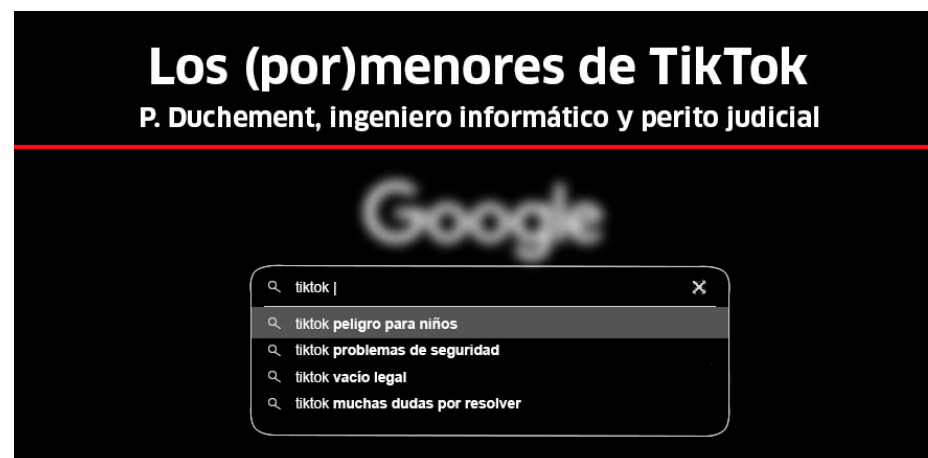 Los (por)menores de TikTok
P. Duchement, ingeniero informático y perito judicial
Google
tiktok |
tiktok peligro para niños
tiktok problemas de seguridad
tiktok vacío legal
tiktok muchas dudas por resolver